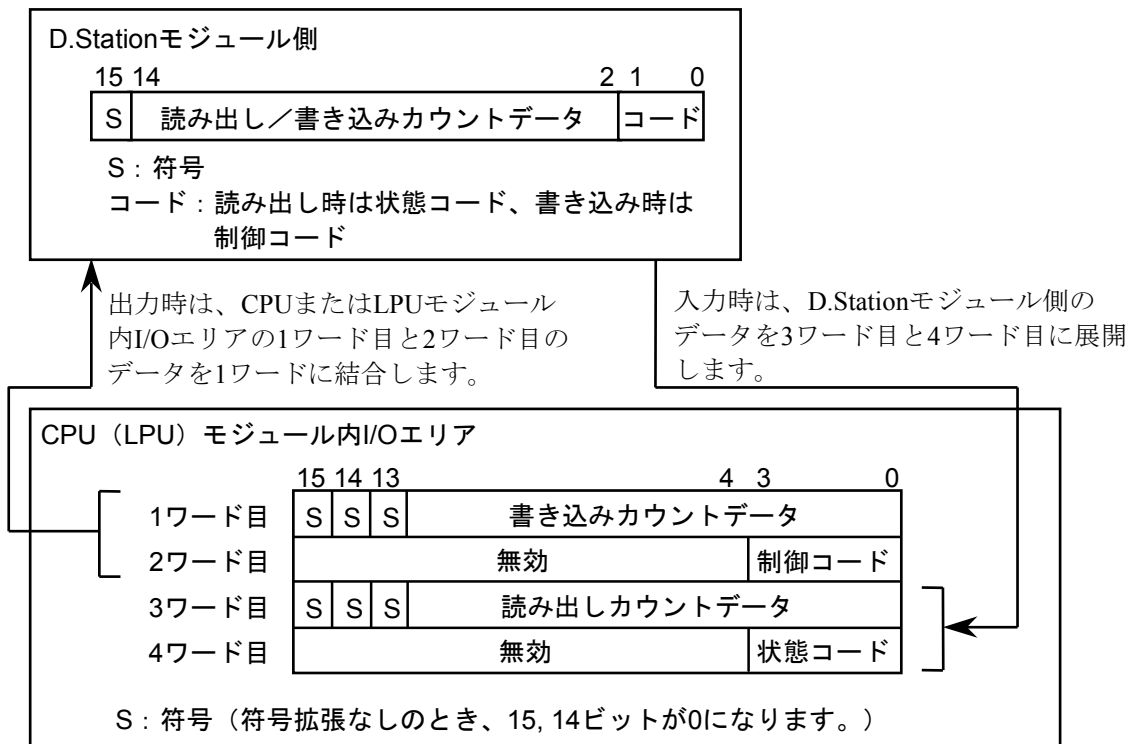 D.Stationモジュール側
15 14 2 1 0
S 読み出し／書き込みカウントデータ コード
S：符号
コード：読み出し時は状態コード、書き込み時は
制御コード
出力時は、CPUまたはLPUモジュール
内I/Oエリアの1ワード目と2ワード目の
データを1ワードに結合します。
入力時は、D.Stationモジュール側の
データを3ワード目と4ワード目に展開
します。
CPU（LPU）モジュール内I/Oエリア
15 14 13 4 3 0
1ワード目 S S S 書き込みカウントデータ
2ワード目 無効 制御コード
3ワード目 S S S 読み出しカウントデータ
4ワード目 無効 状態コード
S：符号（符号拡張なしのとき、15, 14ビットが0になります。）